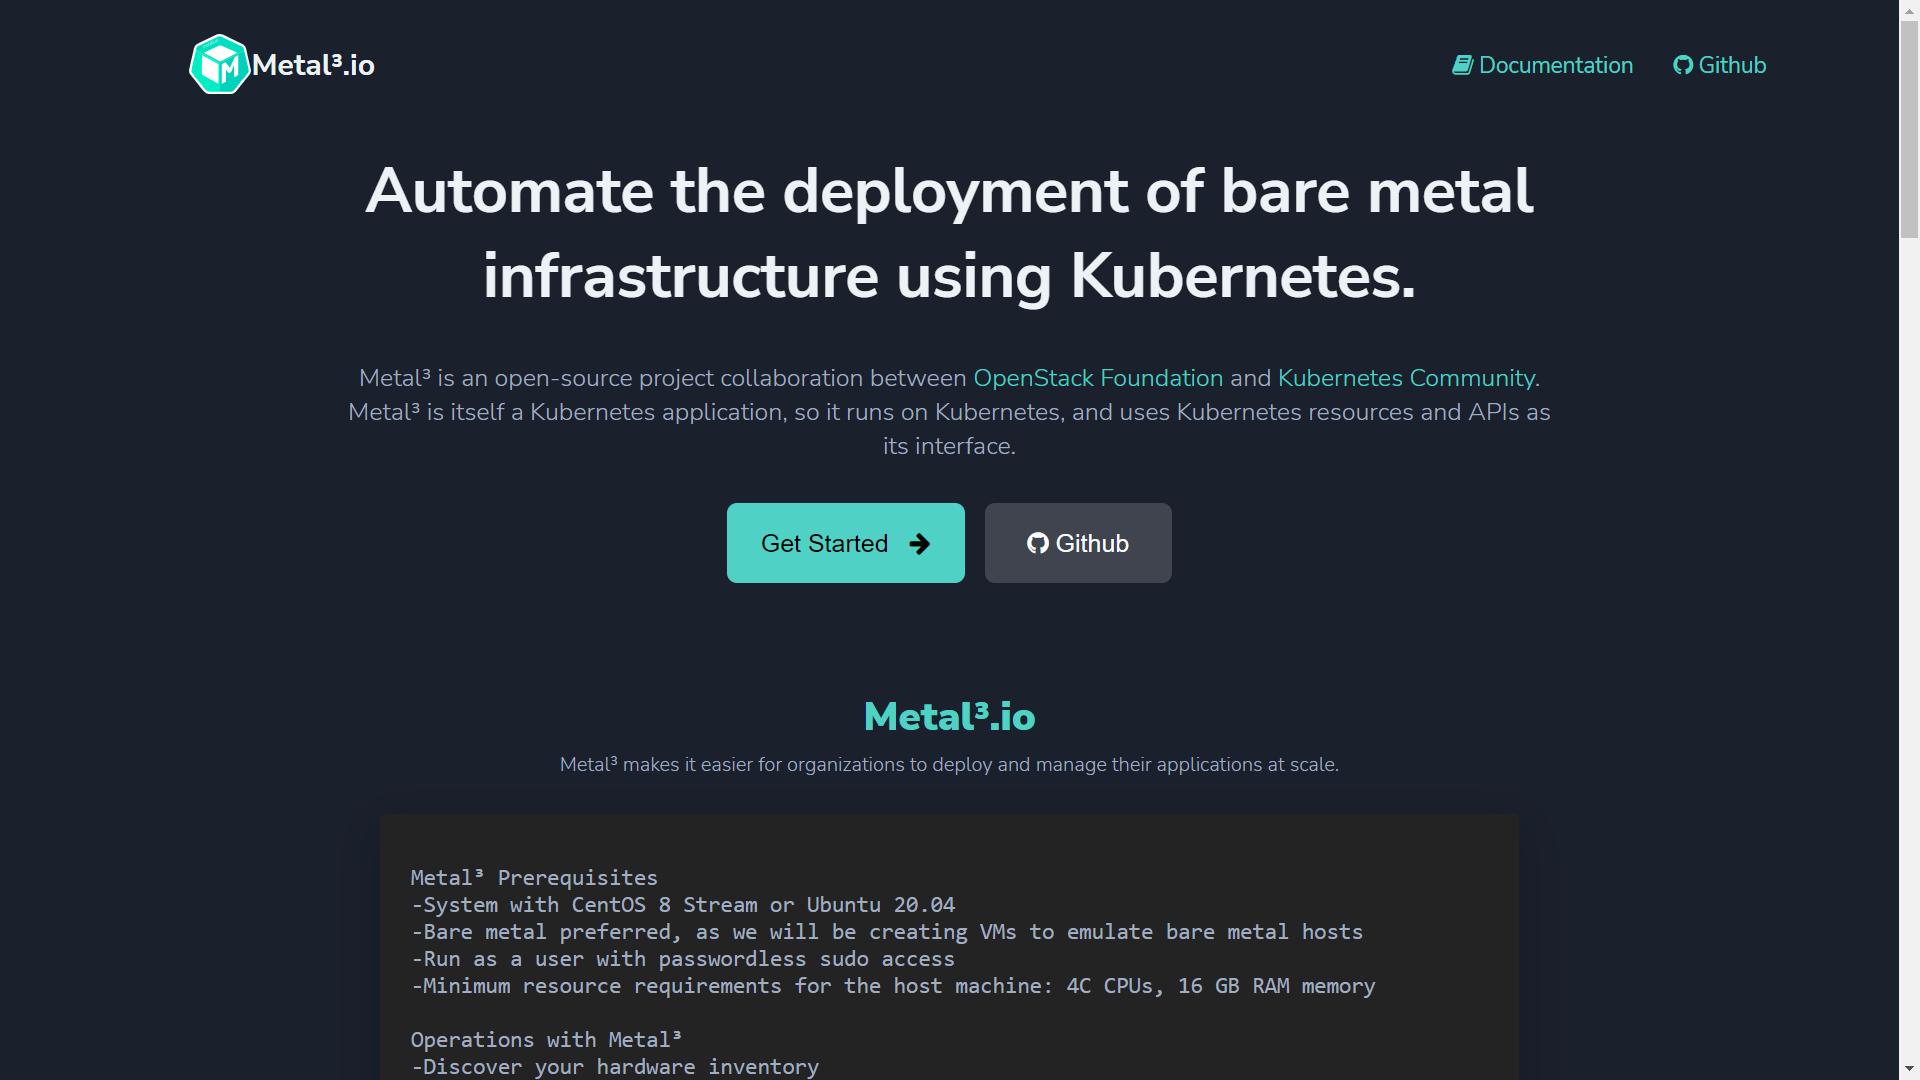 Metal³.io
Documentation
Github
Automate the deployment of bare metal
infrastructure using Kubernetes.
Metal³ is an open-source project collaboration between OpenStack Foundation and Kubernetes Community.
Metal³ is itself a Kubernetes application, so it runs on Kubernetes, and uses Kubernetes resources and APIs as
its interface.
Get Started
Github
Metal³.io
Metal³ makes it easier for organizations to deploy and manage their applications at scale.
Metal³ Prerequisites
-System with CentOS 8 Stream or Ubuntu 20.04
-Bare metal preferred, as we will be creating VMs to emulate bare metal hosts
-Run as a user with passwordless sudo access
-Minimum resource requirements for the host machine: 4C CPUs, 16 GB RAM memory
Operations with Metal³
-Discover your hardware inventory